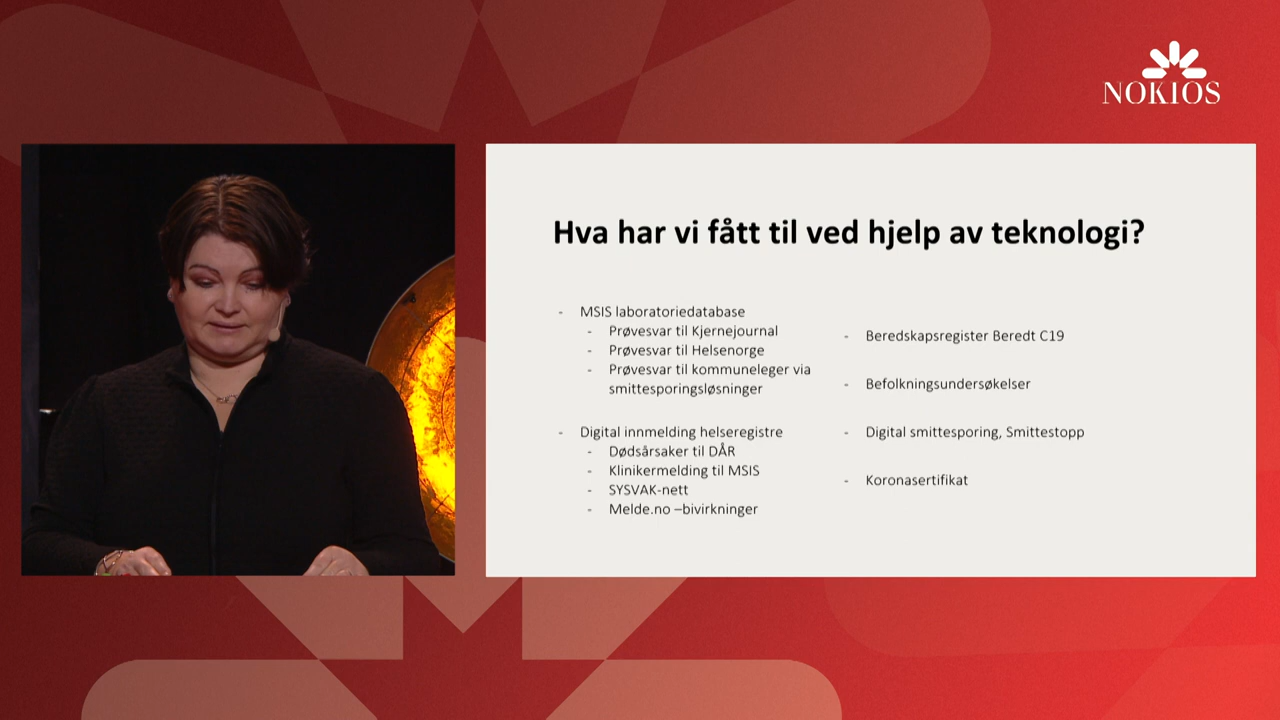 NOKIOS
Hva har vi fått til ved hjelp av teknologi?
- MSIS laboratoriedatabase
- Prøvesvar til Kjernejournal
- Prøvesvar til Helsenorge
- Prøvesvar til kommuneleger via
smittesporingsløsninger
- Digital innmelding helseregistre
- Dødsårsaker til DÅR
- Klinikermelding til MSIS
- SYSVAK-nett
- Melde.no –bivirkninger
- Beredskapsregister Beredt C19
- Befolkningsundersøkelser
- Digital smittesporing, Smittestopp
- Koronasertifikat